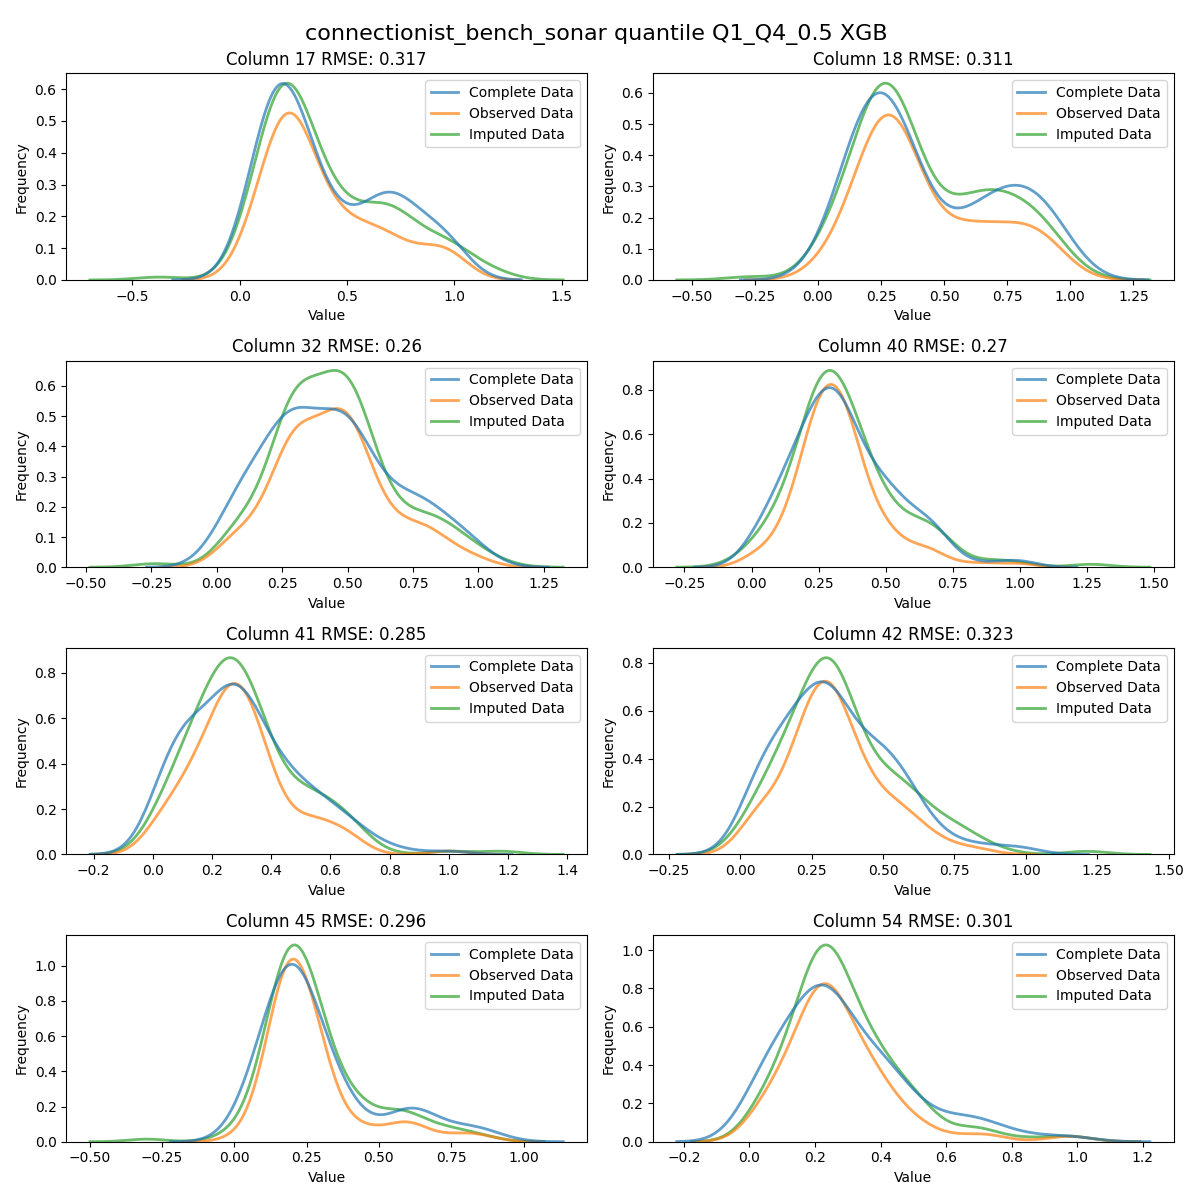 connectionist_bench_sonar quantile Q1_Q4_0.5 XGB
Column 17 RMSE: 0.317
Frequency
0.6
0.5
0.4
0.3
0.2
0.1
0.0
Complete Data
Observed Data
Imputed Data
−0.5 0.0 0.5 1.0 1.5
Value
Column 18 RMSE: 0.311
Frequency
0.6
0.5
0.4
0.3
0.2
0.1
0.0
Complete Data
Observed Data
Imputed Data
−0.50 −0.25 0.00 0.25 0.50 0.75 1.00 1.25
Value
Column 32 RMSE: 0.26
Frequency
0.6
0.5
0.4
0.3
0.2
0.1
0.0
Complete Data
Observed Data
Imputed Data
−0.50 −0.25 0.00 0.25 0.50 0.75 1.00 1.25
Value
Column 40 RMSE: 0.27
Frequency
0.8
0.6
0.4
0.2
0.0
Complete Data
Observed Data
Imputed Data
−0.25 0.00 0.25 0.50 0.75 1.00 1.25 1.50
Value
Column 41 RMSE: 0.285
Frequency
0.8
0.6
0.4
0.2
0.0
Complete Data
Observed Data
Imputed Data
−0.2 0.0 0.2 0.4 0.6 0.8 1.0 1.2 1.4
Value
Column 42 RMSE: 0.323
Frequency
0.8
0.6
0.4
0.2
0.0
Complete Data
Observed Data
Imputed Data
−0.25 0.00 0.25 0.50 0.75 1.00 1.25 1.50
Value
Column 45 RMSE: 0.296
Frequency
1.0
0.8
0.6
0.4
0.2
0.0
Complete Data
Observed Data
Imputed Data
−0.50 −0.25 0.00 0.25 0.50 0.75 1.00
Value
Column 54 RMSE: 0.301
Frequency
1.0
0.8
0.6
0.4
0.2
0.0
Complete Data
Observed Data
Imputed Data
−0.2 0.0 0.2 0.4 0.6 0.8 1.0 1.2
Value